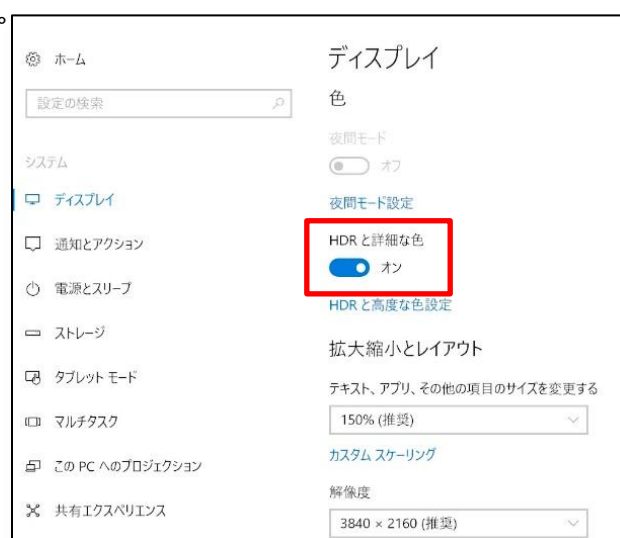 。
ホーム
設定の検索
システム
ディスプレイ
通知とアクション
電源とスリープ
ストレージ
タブレット モード
マルチタスク
この PC へのプロジェクション
共有エクスペリエンス
ディスプレイ
色
夜間モード
オフ
夜間モード設定
HDR と詳細な色
オン
HDR と高度な色設定
拡大縮小とレイアウト
テキスト、アプリ、その他の項目のサイズを変更する
150% (推奨)
カスタム スケーリング
解像度
3840 × 2160 (推奨)